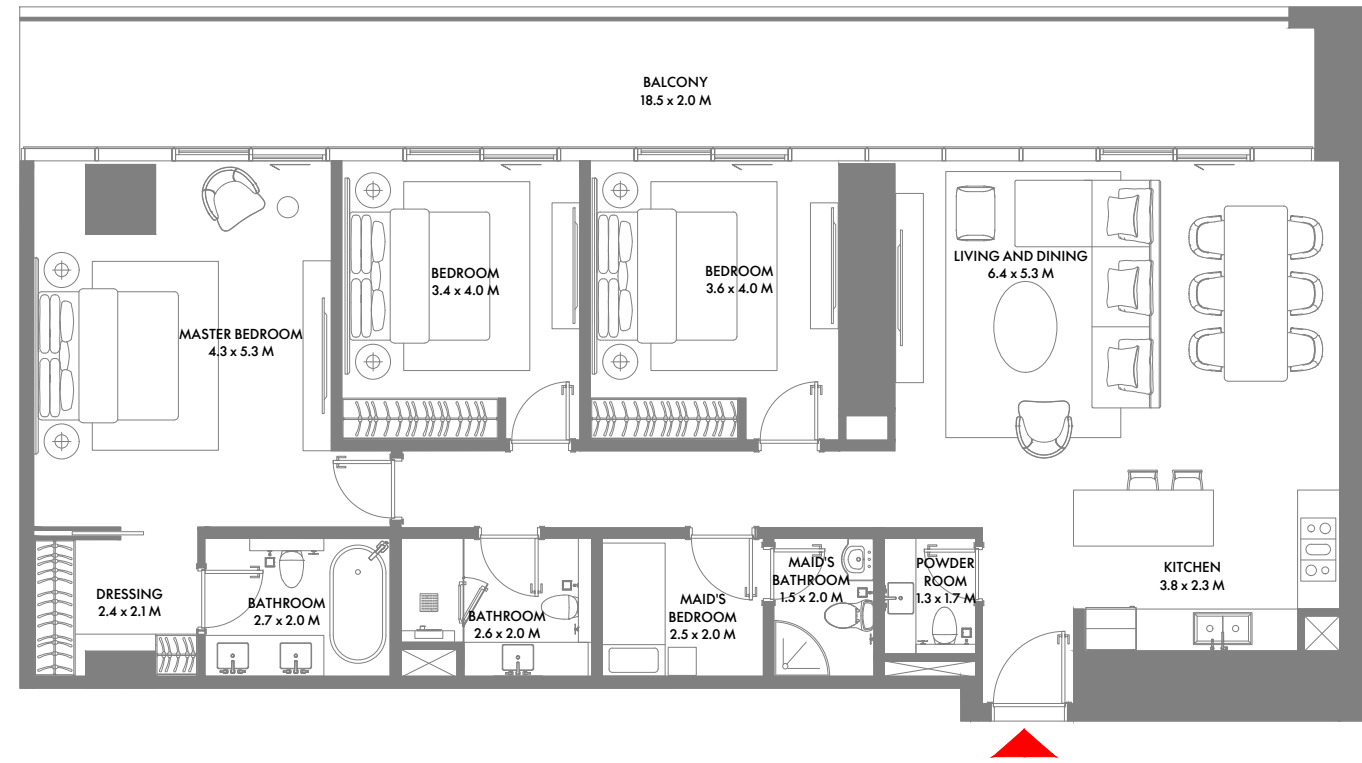 BALCONY
18.5 x 2.0 M
LIVING AND DINING
6.4 x 5.3 M
BEDROOM
3.4 x 4.0 M
BEDROOM
3.6 x 4.0 M
MASTER BEDROOM
4.3 x 5.3 M
DRESSING
2.4 x 2.1 M
BATHROOM
2.7 x 2.0 M
BATHROOM
2.6 x 2.0 M
MAID'S
BEDROOM
2.5 x 2.0 M
MAID'S
BATHROOM
1.5 x 2.0 M
POWDER
ROOM
1.3 x 1.7 M
KITCHEN
3.8 x 2.3 M